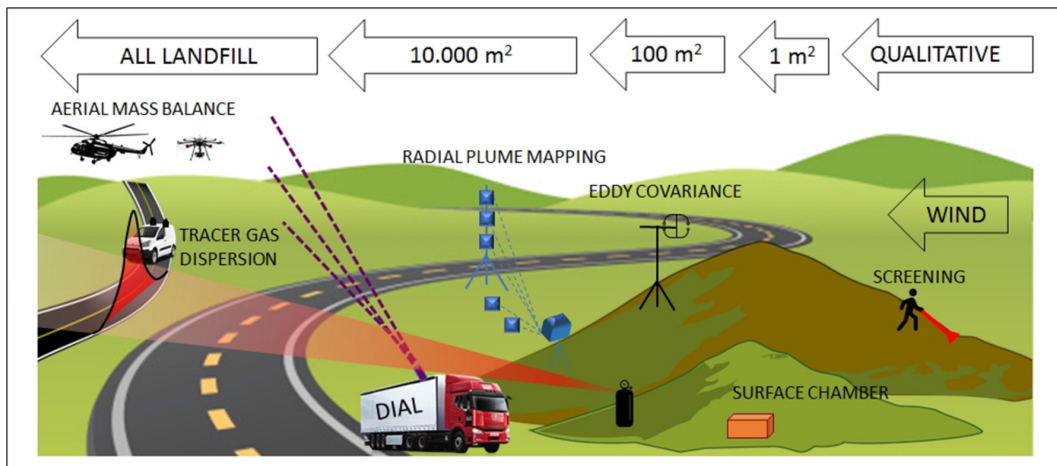 ALL LANDFILL
10.000 m²
100 m²
1 m²
QUALITATIVE
AERIAL MASS BALANCE
RADIAL PLUME MAPPING
EDDY COVARIANCE
WIND
TRACER GAS
DISPERSION
SCREENING
SURFACE CHAMBER
DIAL